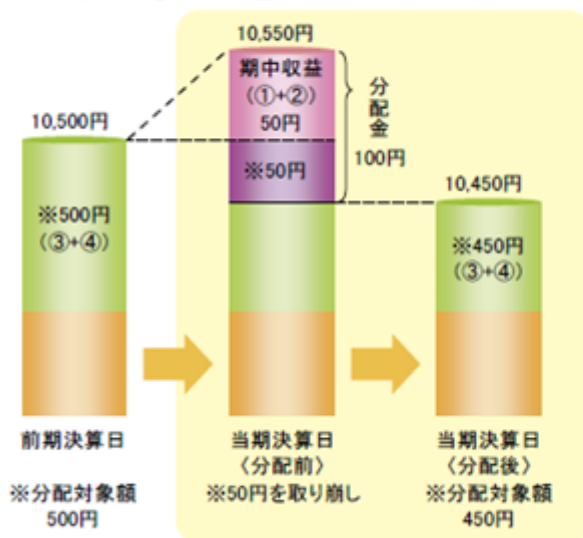 10,550円
期中収益
(①+②)
50円
分配金
100円
10,500円
※50円
10,450円
※500円
(③+④)
※450円
(③+④)
前期決算日
※分配対象額
500円
当期決算日
〈分配前〉
※50円を取り崩し
当期決算日
〈分配後〉
※分配対象額
450円